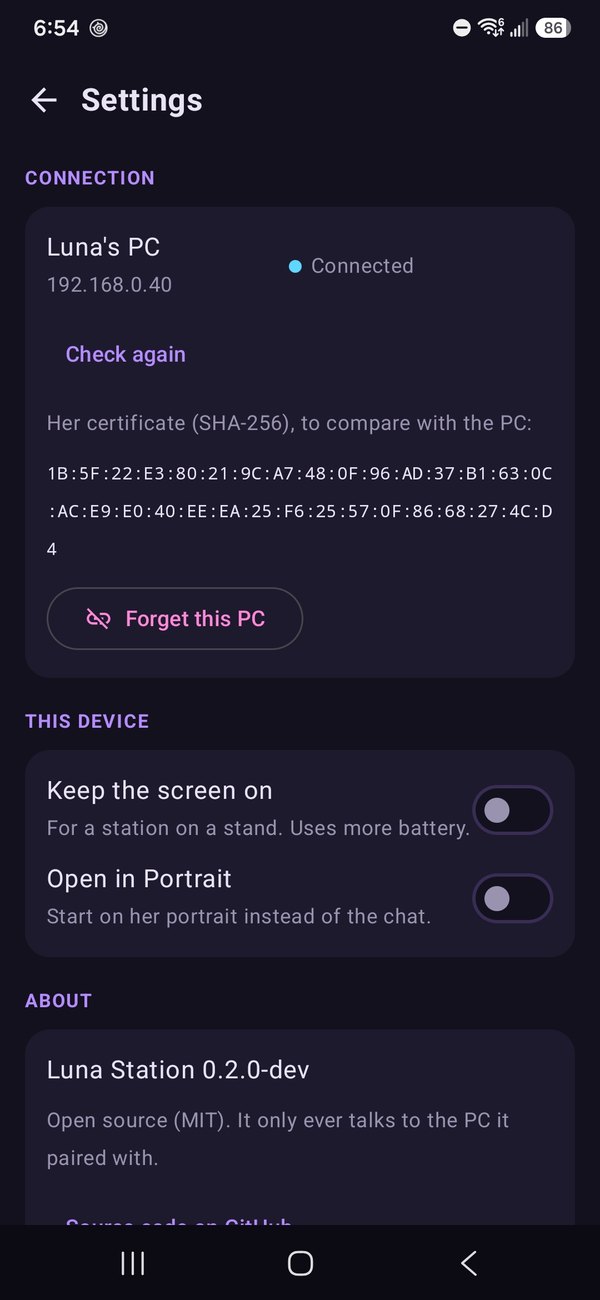 6:54
6
86
Settings
CONNECTION
Luna's PC
Connected
192.168.0.40
Check again
Her certificate (SHA-256), to compare with the PC:
1B:5F:22:E3:80:21:9C:A7:48:0F:96:AD:37:B1:63:0C
:AC:E9:E0:40:EE:EA:25:F6:25:57:0F:86:68:27:4C:D
4
Forget this PC
THIS DEVICE
Keep the screen on
For a station on a stand. Uses more battery.
Open in Portrait
Start on her portrait instead of the chat.
ABOUT
Luna Station 0.2.0-dev
Open source (MIT). It only ever talks to the PC it
paired with.
Source code on GitHub